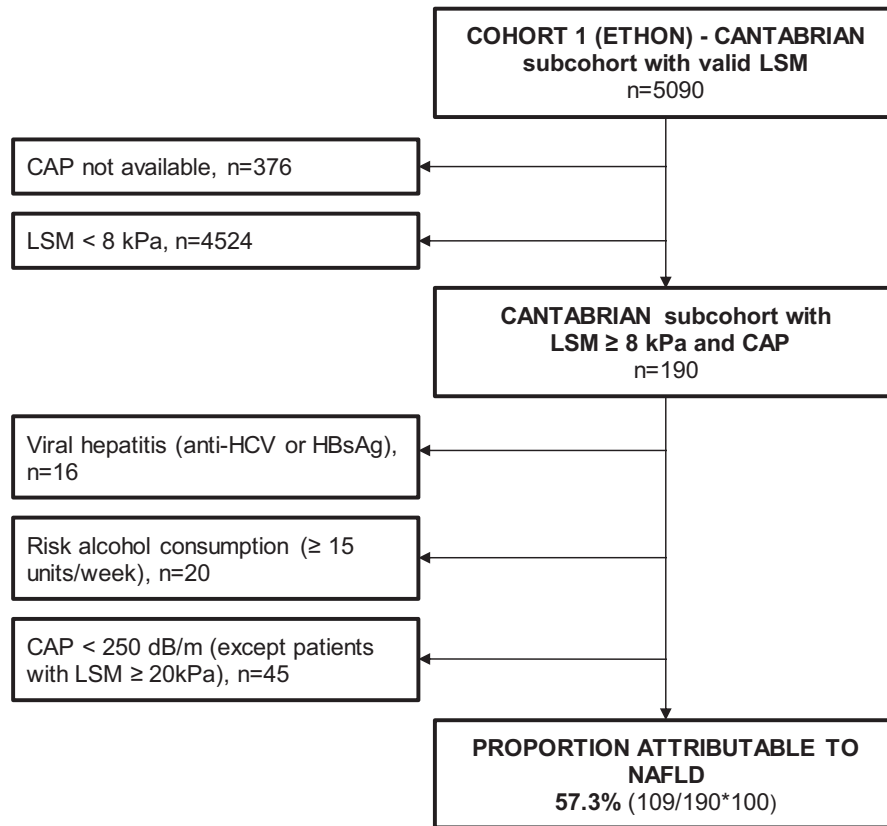 COHORT 1 (ETHON) - CANTABRIAN
subcohort with valid LSM
n=5090
CAP not available, n=376
LSM < 8 kPa, n=4524
CANTABRIAN subcohort with
LSM ≥ 8 kPa and CAP
n=190
Viral hepatitis (anti-HCV or HBsAg),
n=16
Risk alcohol consumption (≥ 15
units/week), n=20
CAP < 250 dB/m (except patients
with LSM ≥ 20kPa), n=45
PROPORTION ATTRIBUTABLE TO
NAFLD
57.3% (109/190*100)